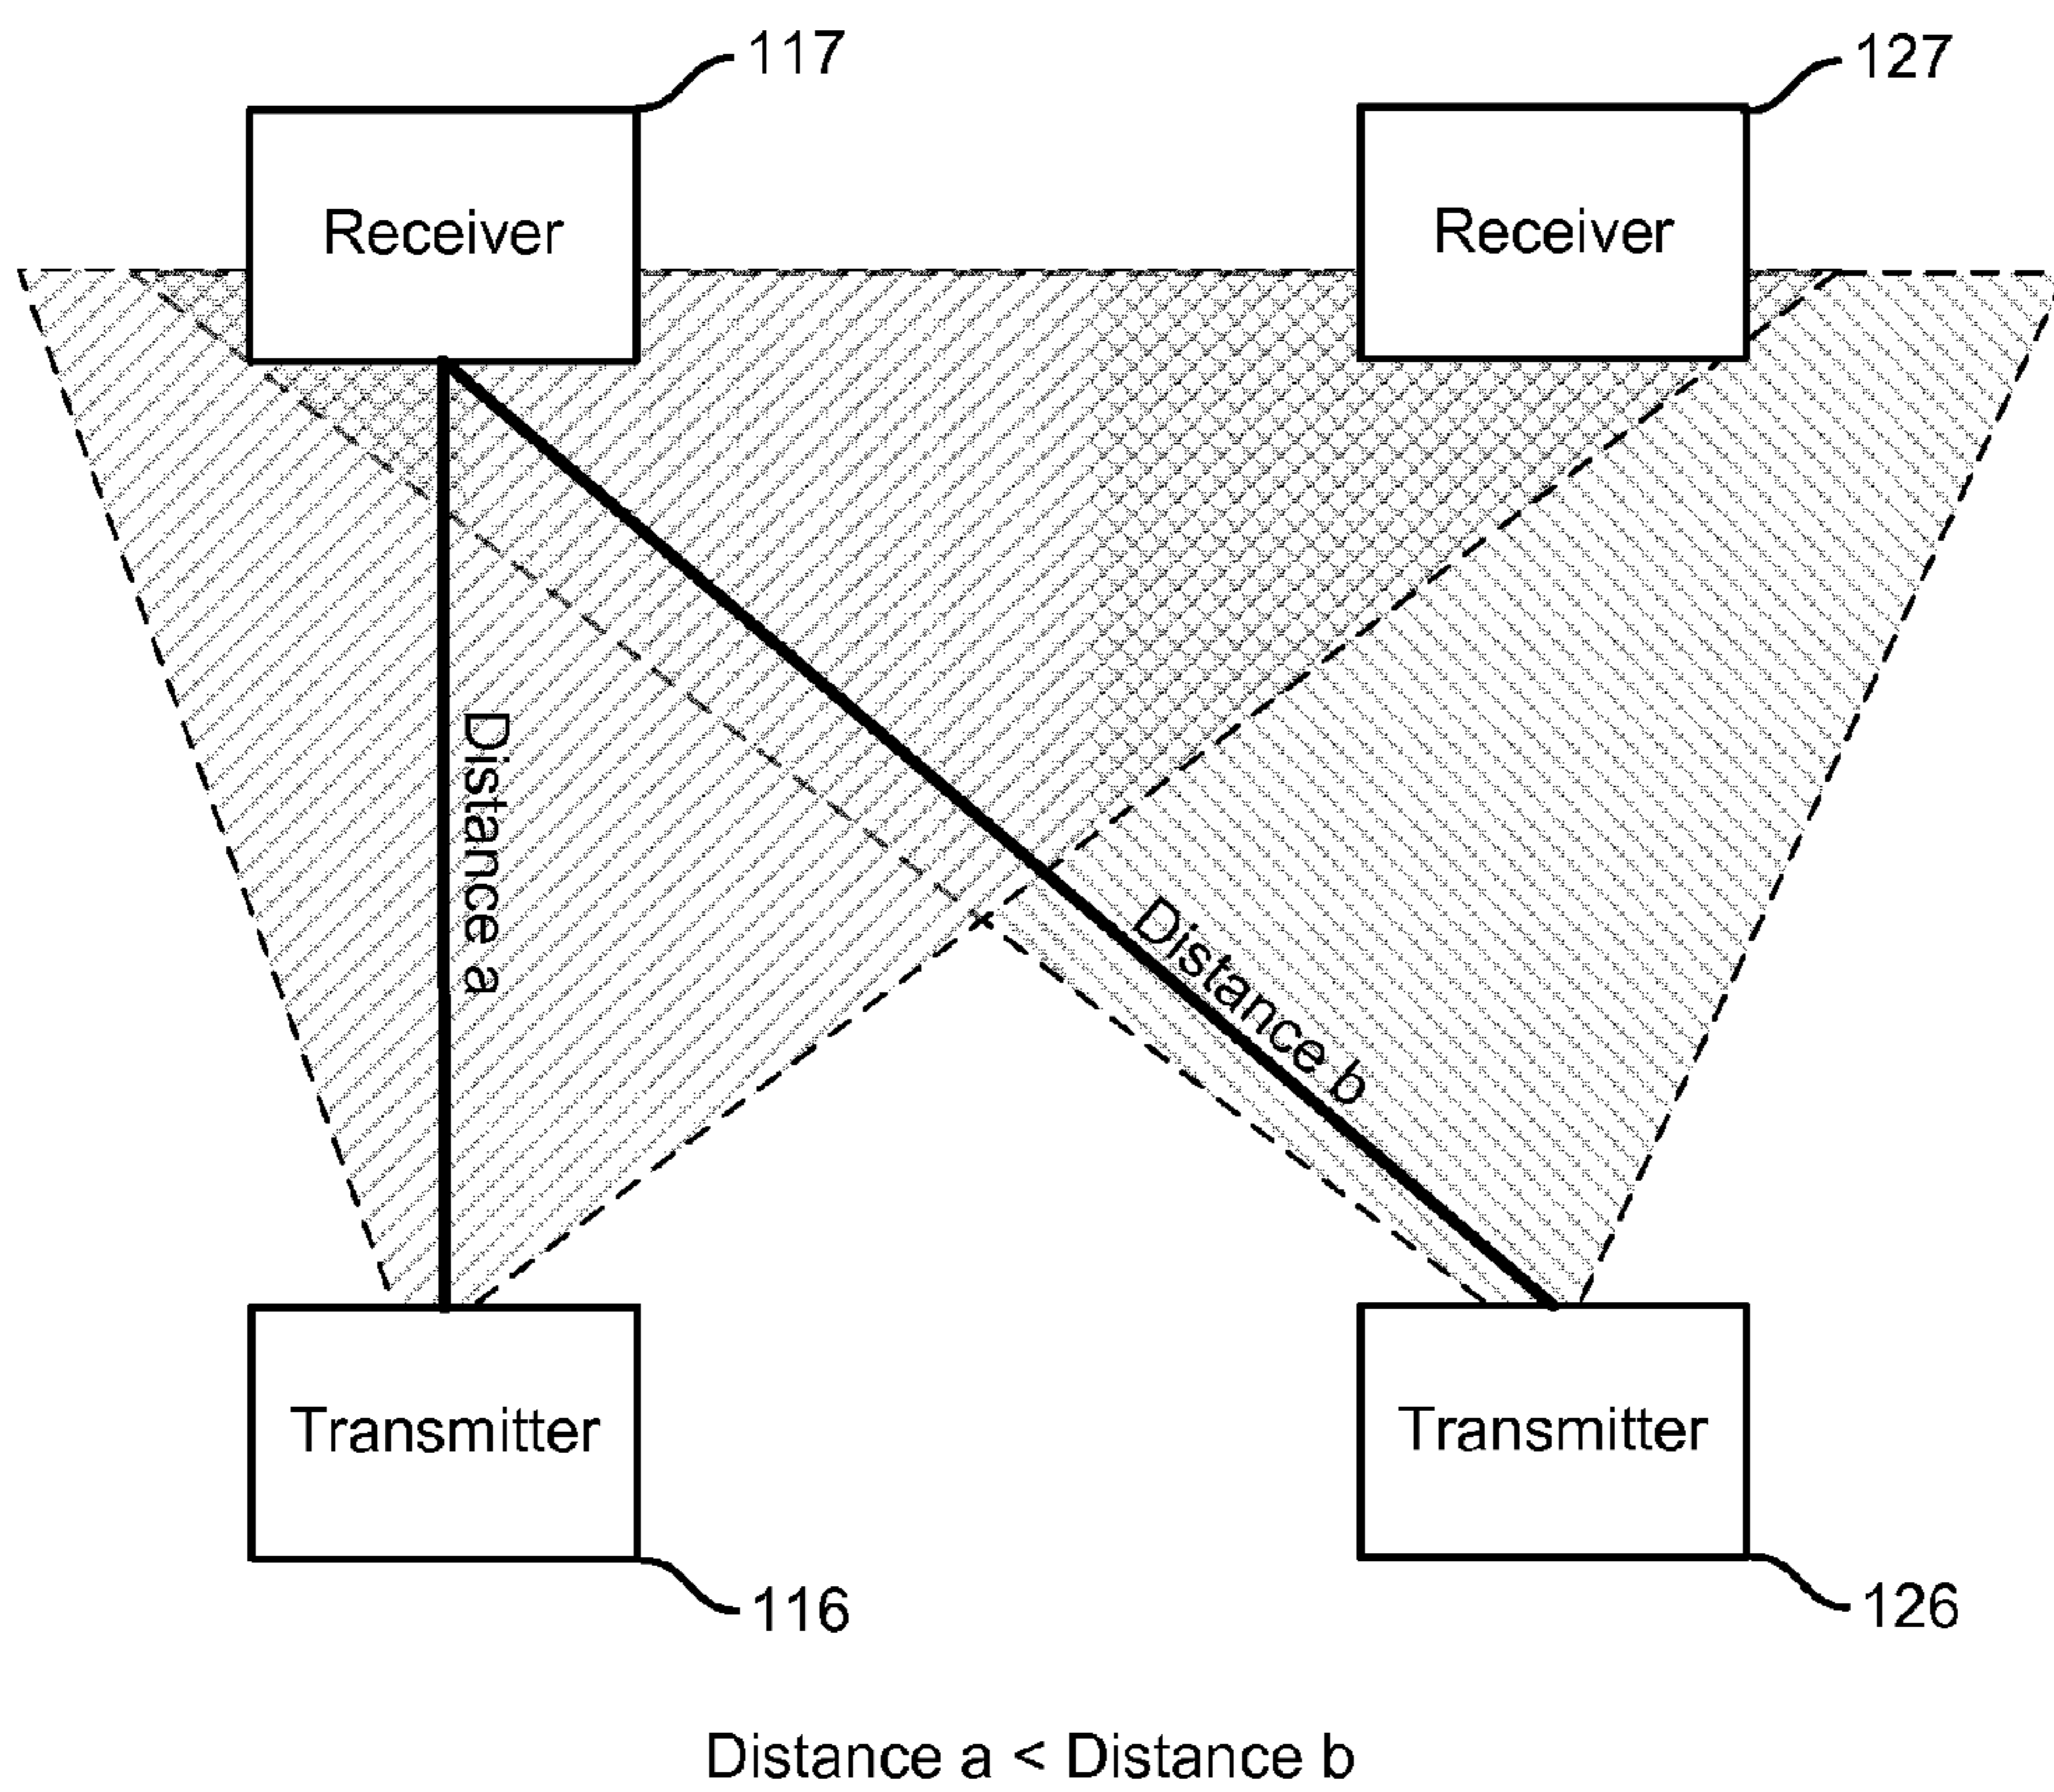 117
127
Receiver
Receiver
Distance a
Distance b
Transmitter
Transmitter
116
126
Distance a < Distance b